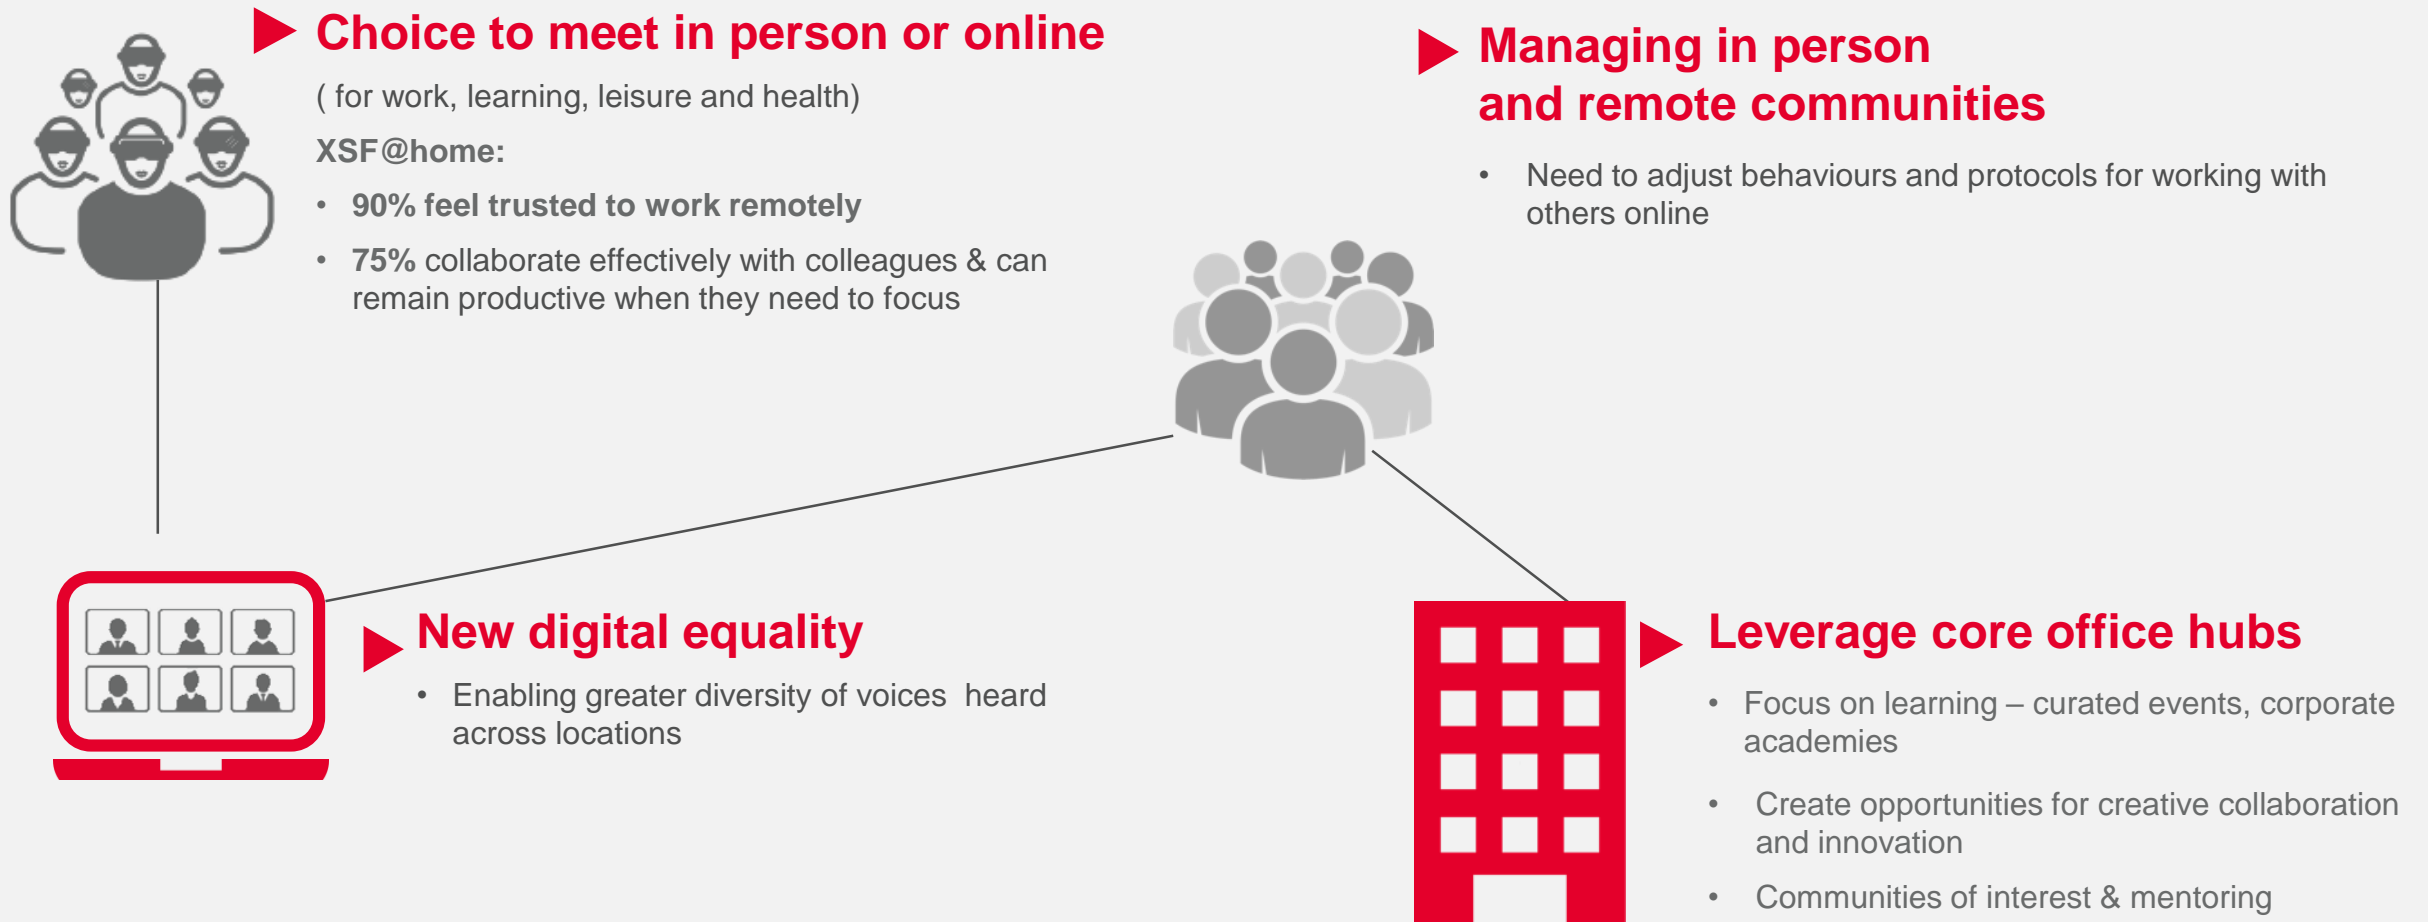 Choice to meet in person or online
( for work, learning, leisure and health)
XSF@home:
• 90% feel trusted to work remotely
• 75% collaborate effectively with colleagues & can
remain productive when they need to focus
Managing in person
and remote communities
• Need to adjust behaviours and protocols for working with
others online
New digital equality
• Enabling greater diversity of voices  heard
across locations
Leverage core office hubs
• Focus on learning – curated events, corporate
academies
• Create opportunities for creative collaboration
and innovation
• Communities of interest & mentoring